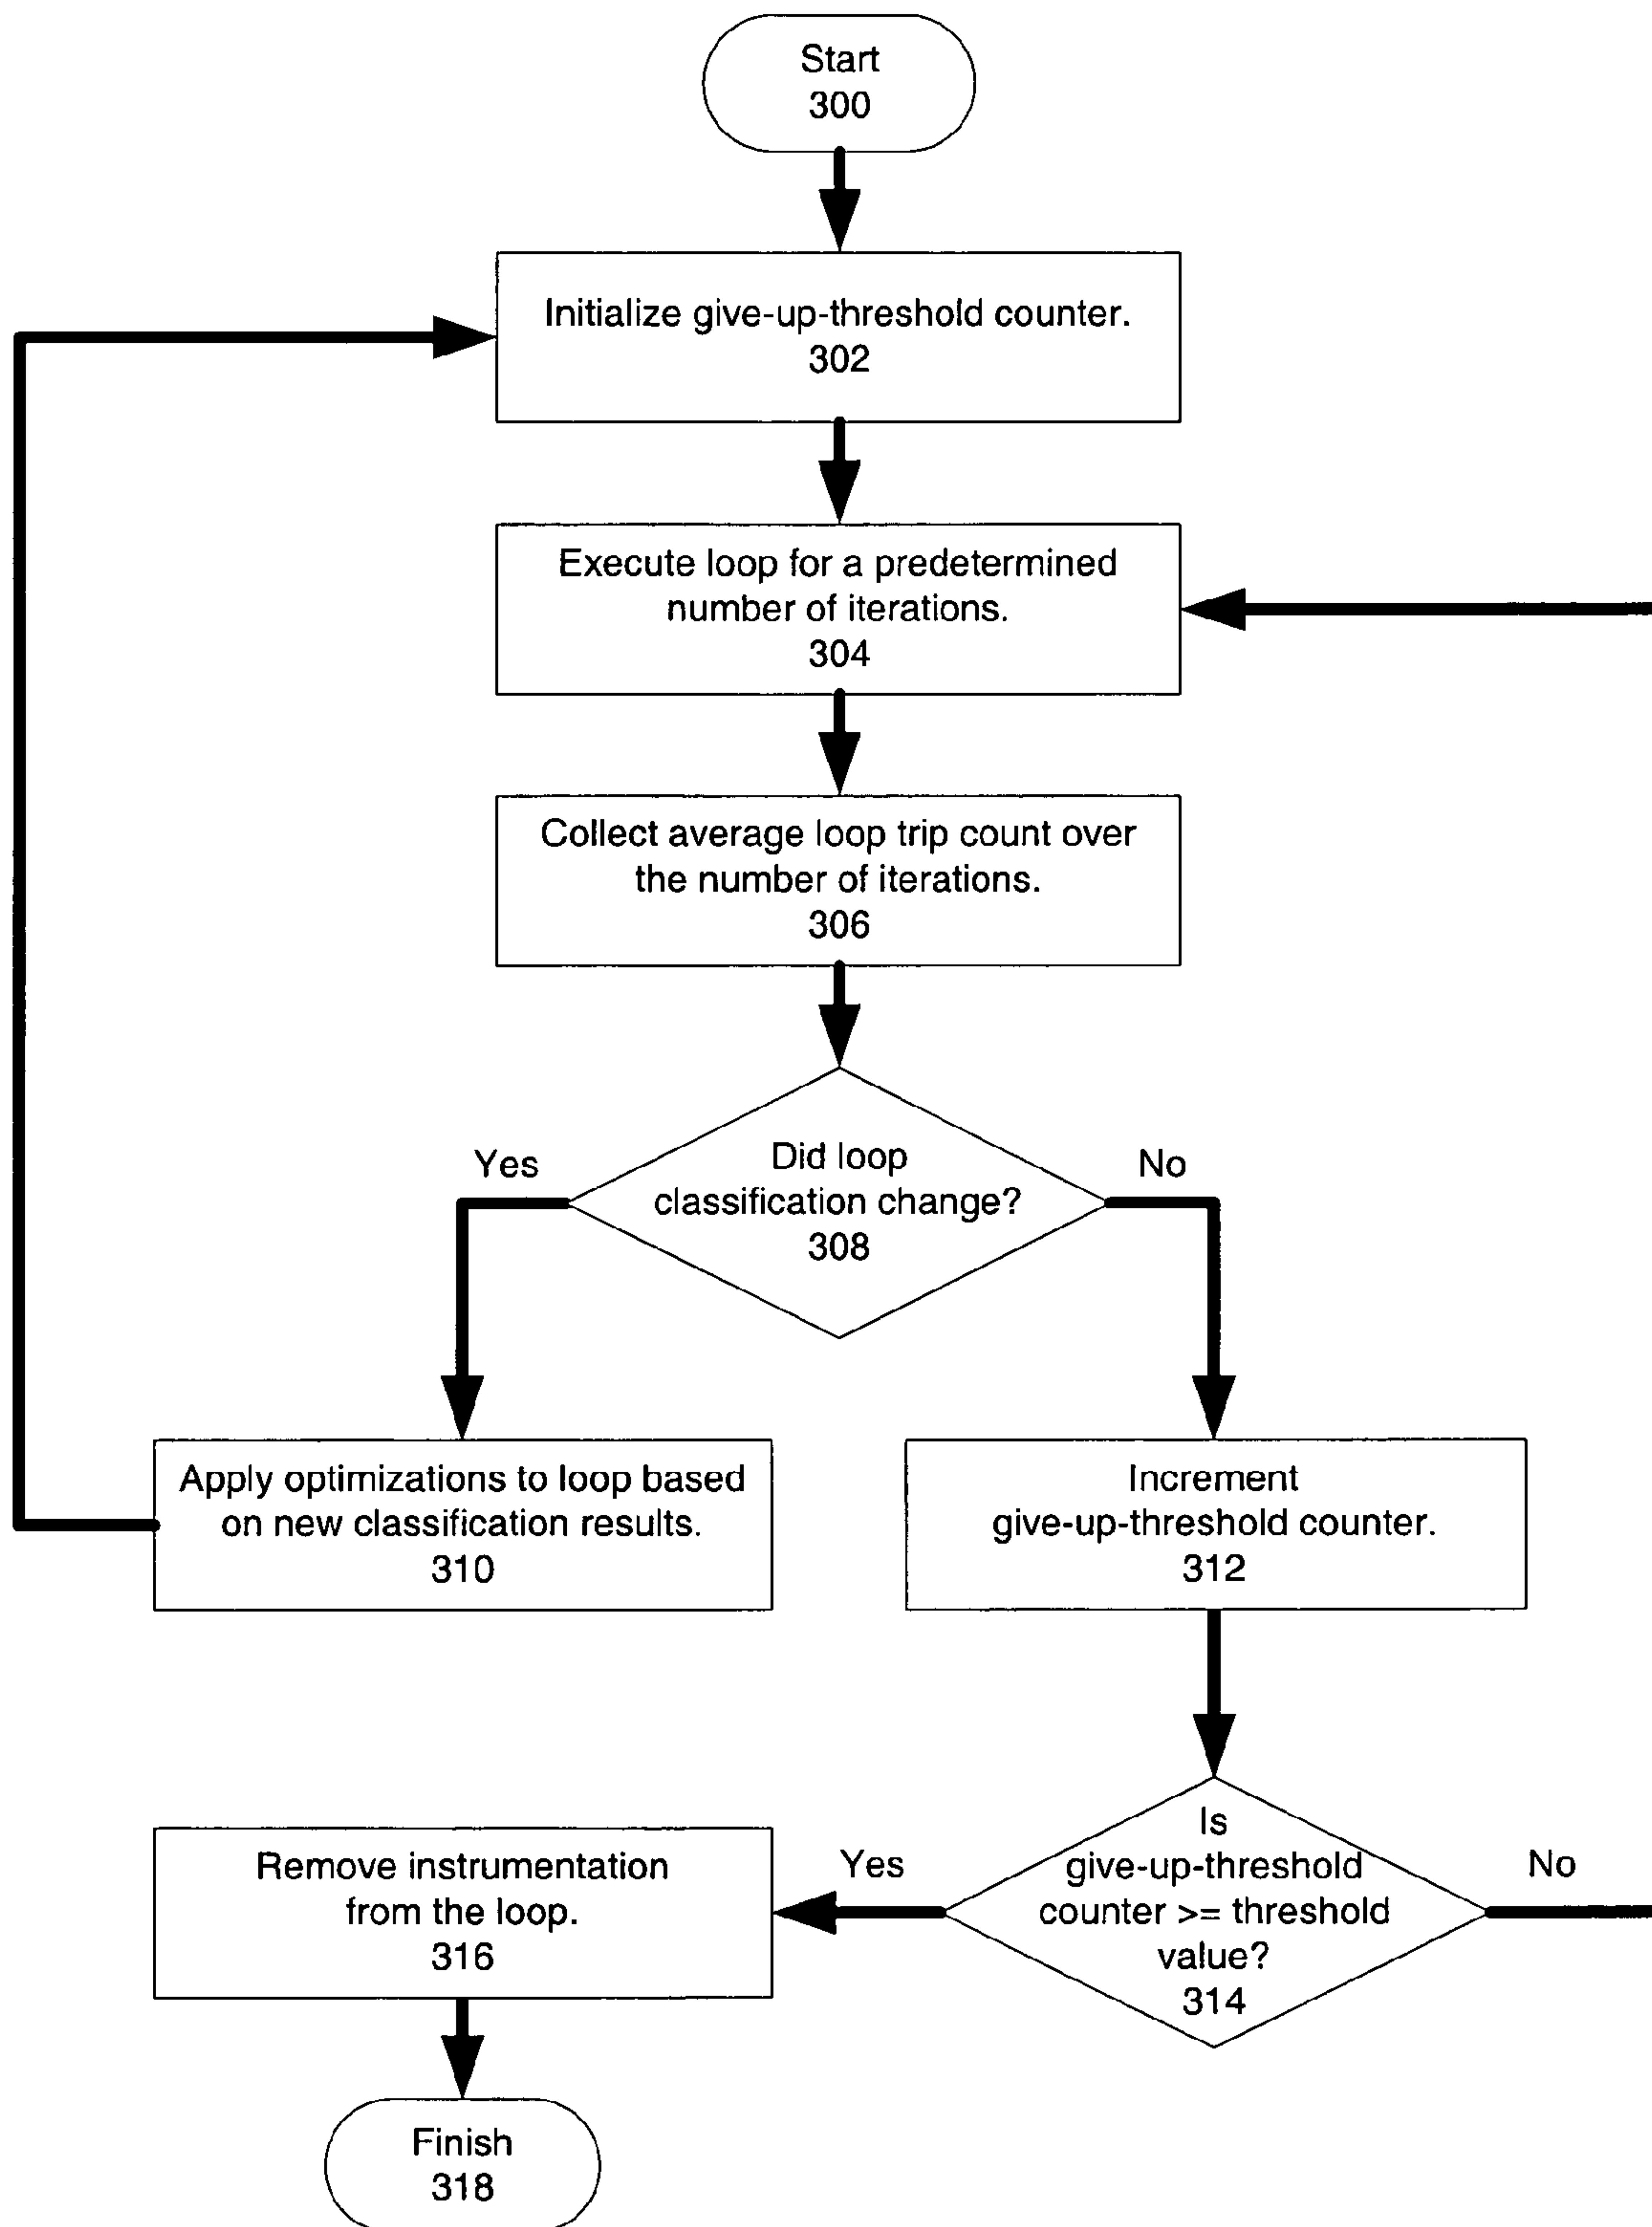 Start
300
Initialize give-up-threshold counter.
302
Execute loop for a predetermined
number of iterations.
304
Collect average loop trip count over
the number of iterations.
306
Yes
Did loop
classification change?
308
No
Apply optimizations to loop based
on new classification results.
310
Increment
give-up-threshold counter.
312
Remove instrumentation
from the loop.
316
Yes
Is
give-up-threshold
counter >= threshold
value?
314
No
Finish
318